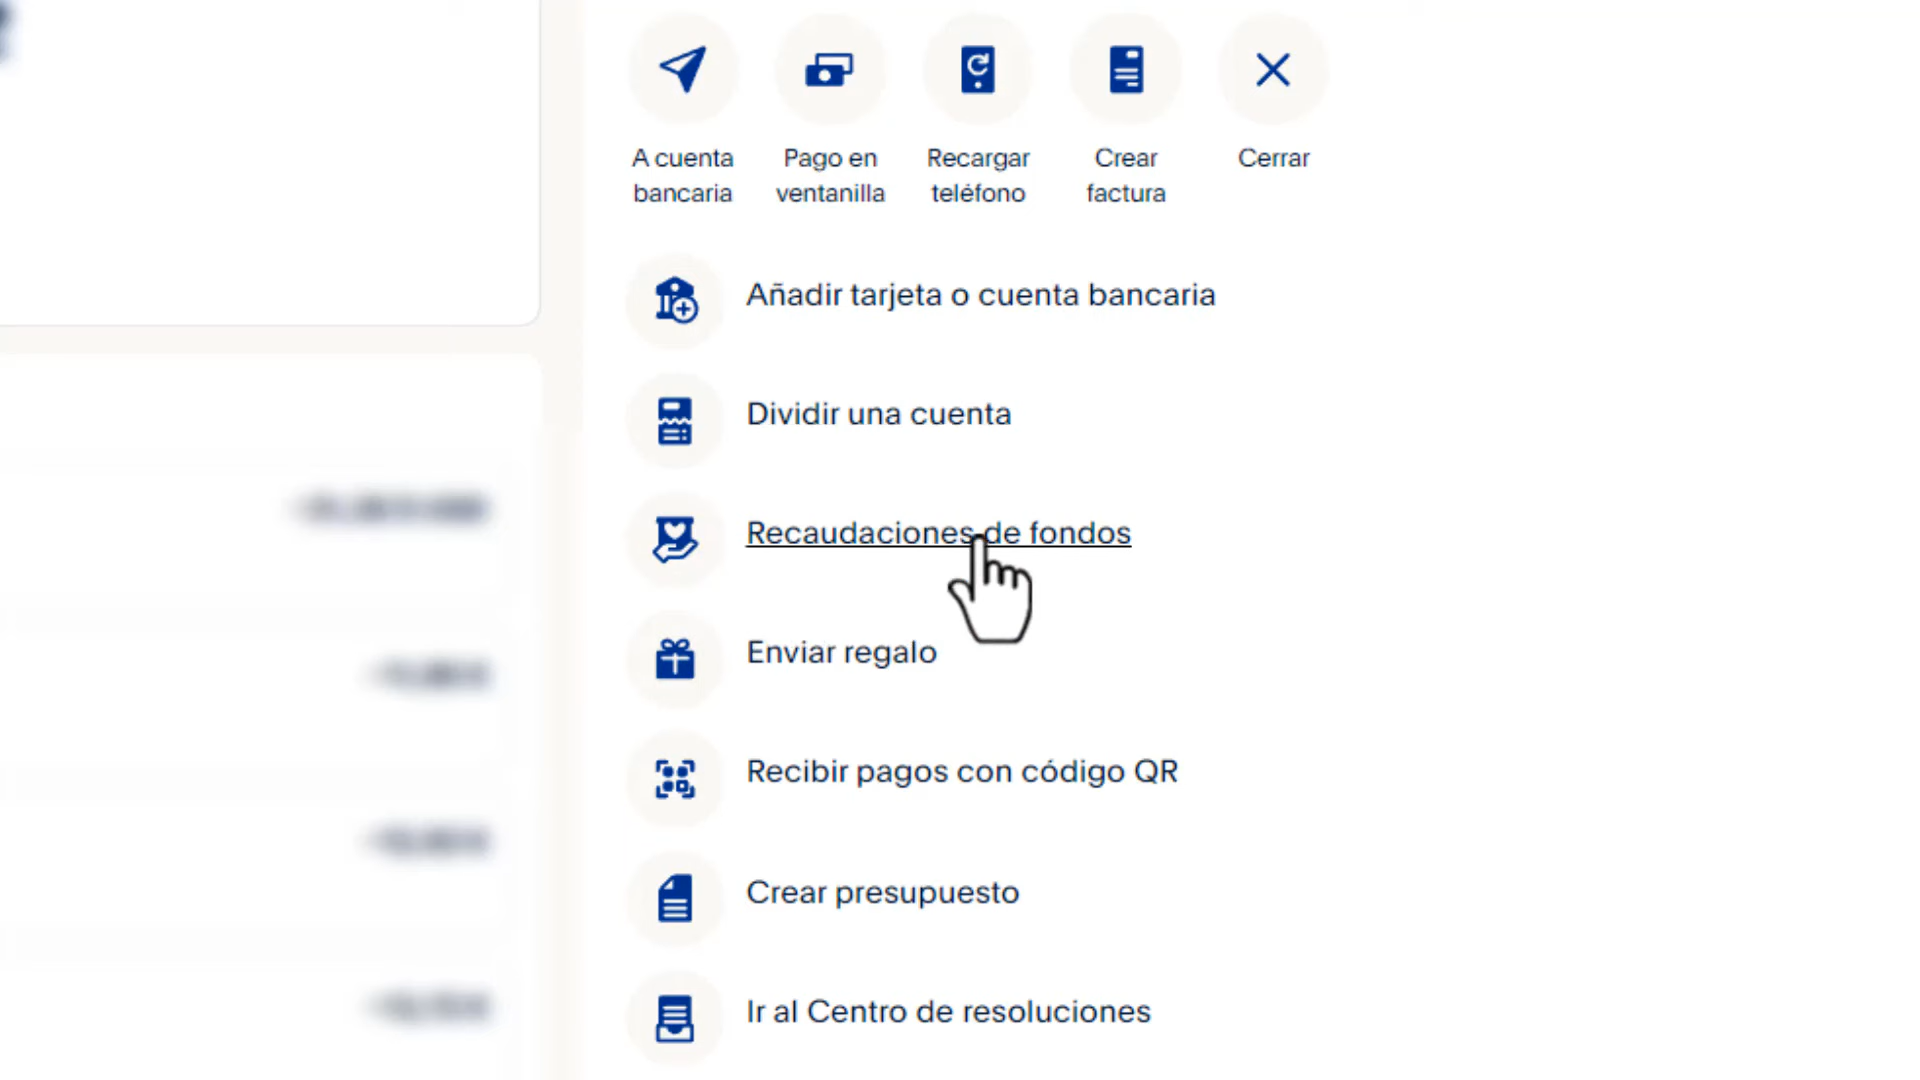 A cuenta
bancaria
Pago en
ventanilla
Recargar
teléfono
Crear
factura
Cerrar
Añadir tarjeta o cuenta bancaria
Dividir una cuenta
Recaudaciones de fondos
Enviar regalo
Recibir pagos con código QR
Crear presupuesto
Ir al Centro de resoluciones